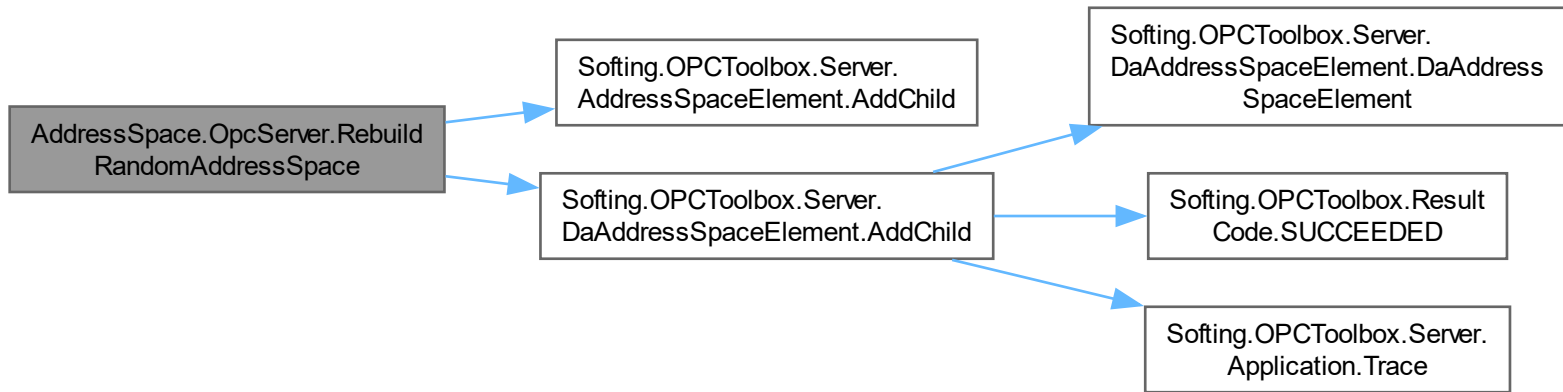 AddressSpace.OpcServer.Rebuild
RandomAddressSpace
Softing.OPCToolbox.Server.
AddressSpaceElement.AddChild
Softing.OPCToolbox.Server.
DaAddressSpaceElement.AddChild
Softing.OPCToolbox.Server.
DaAddressSpaceElement.DaAddress
SpaceElement
Softing.OPCToolbox.Result
Code.SUCCEEDED
Softing.OPCToolbox.Server.
Application.Trace